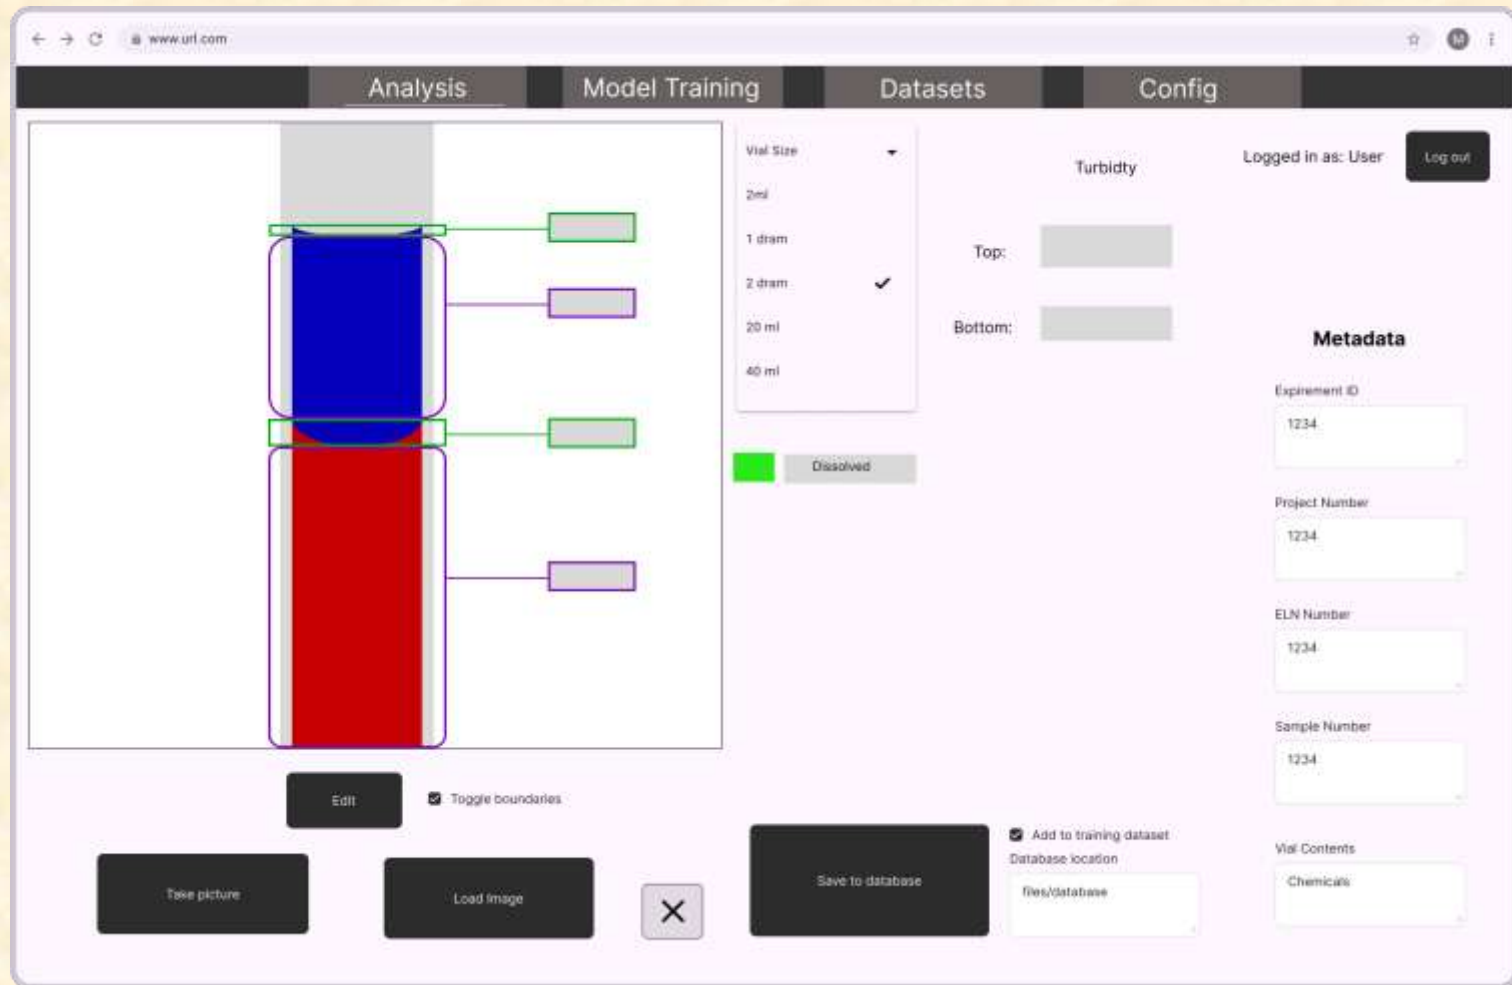 www.url.com
M
Analysis
Model Training
Datasets
Config
Vial Size
2ml
1 dram
2 dram
20 ml
40 ml
Dissolved
Turbidty
Top:
Bottom:
Logged in as: User
Log out
Metadata
Expirement ID
1234
Project Number
1234
ELN Number
1234
Sample Number
1234
Vial Contents
Chemicals
Edit
Toggle boundaries
Take picture
Load Image
Save to database
Add to training dataset
Database location
files/database